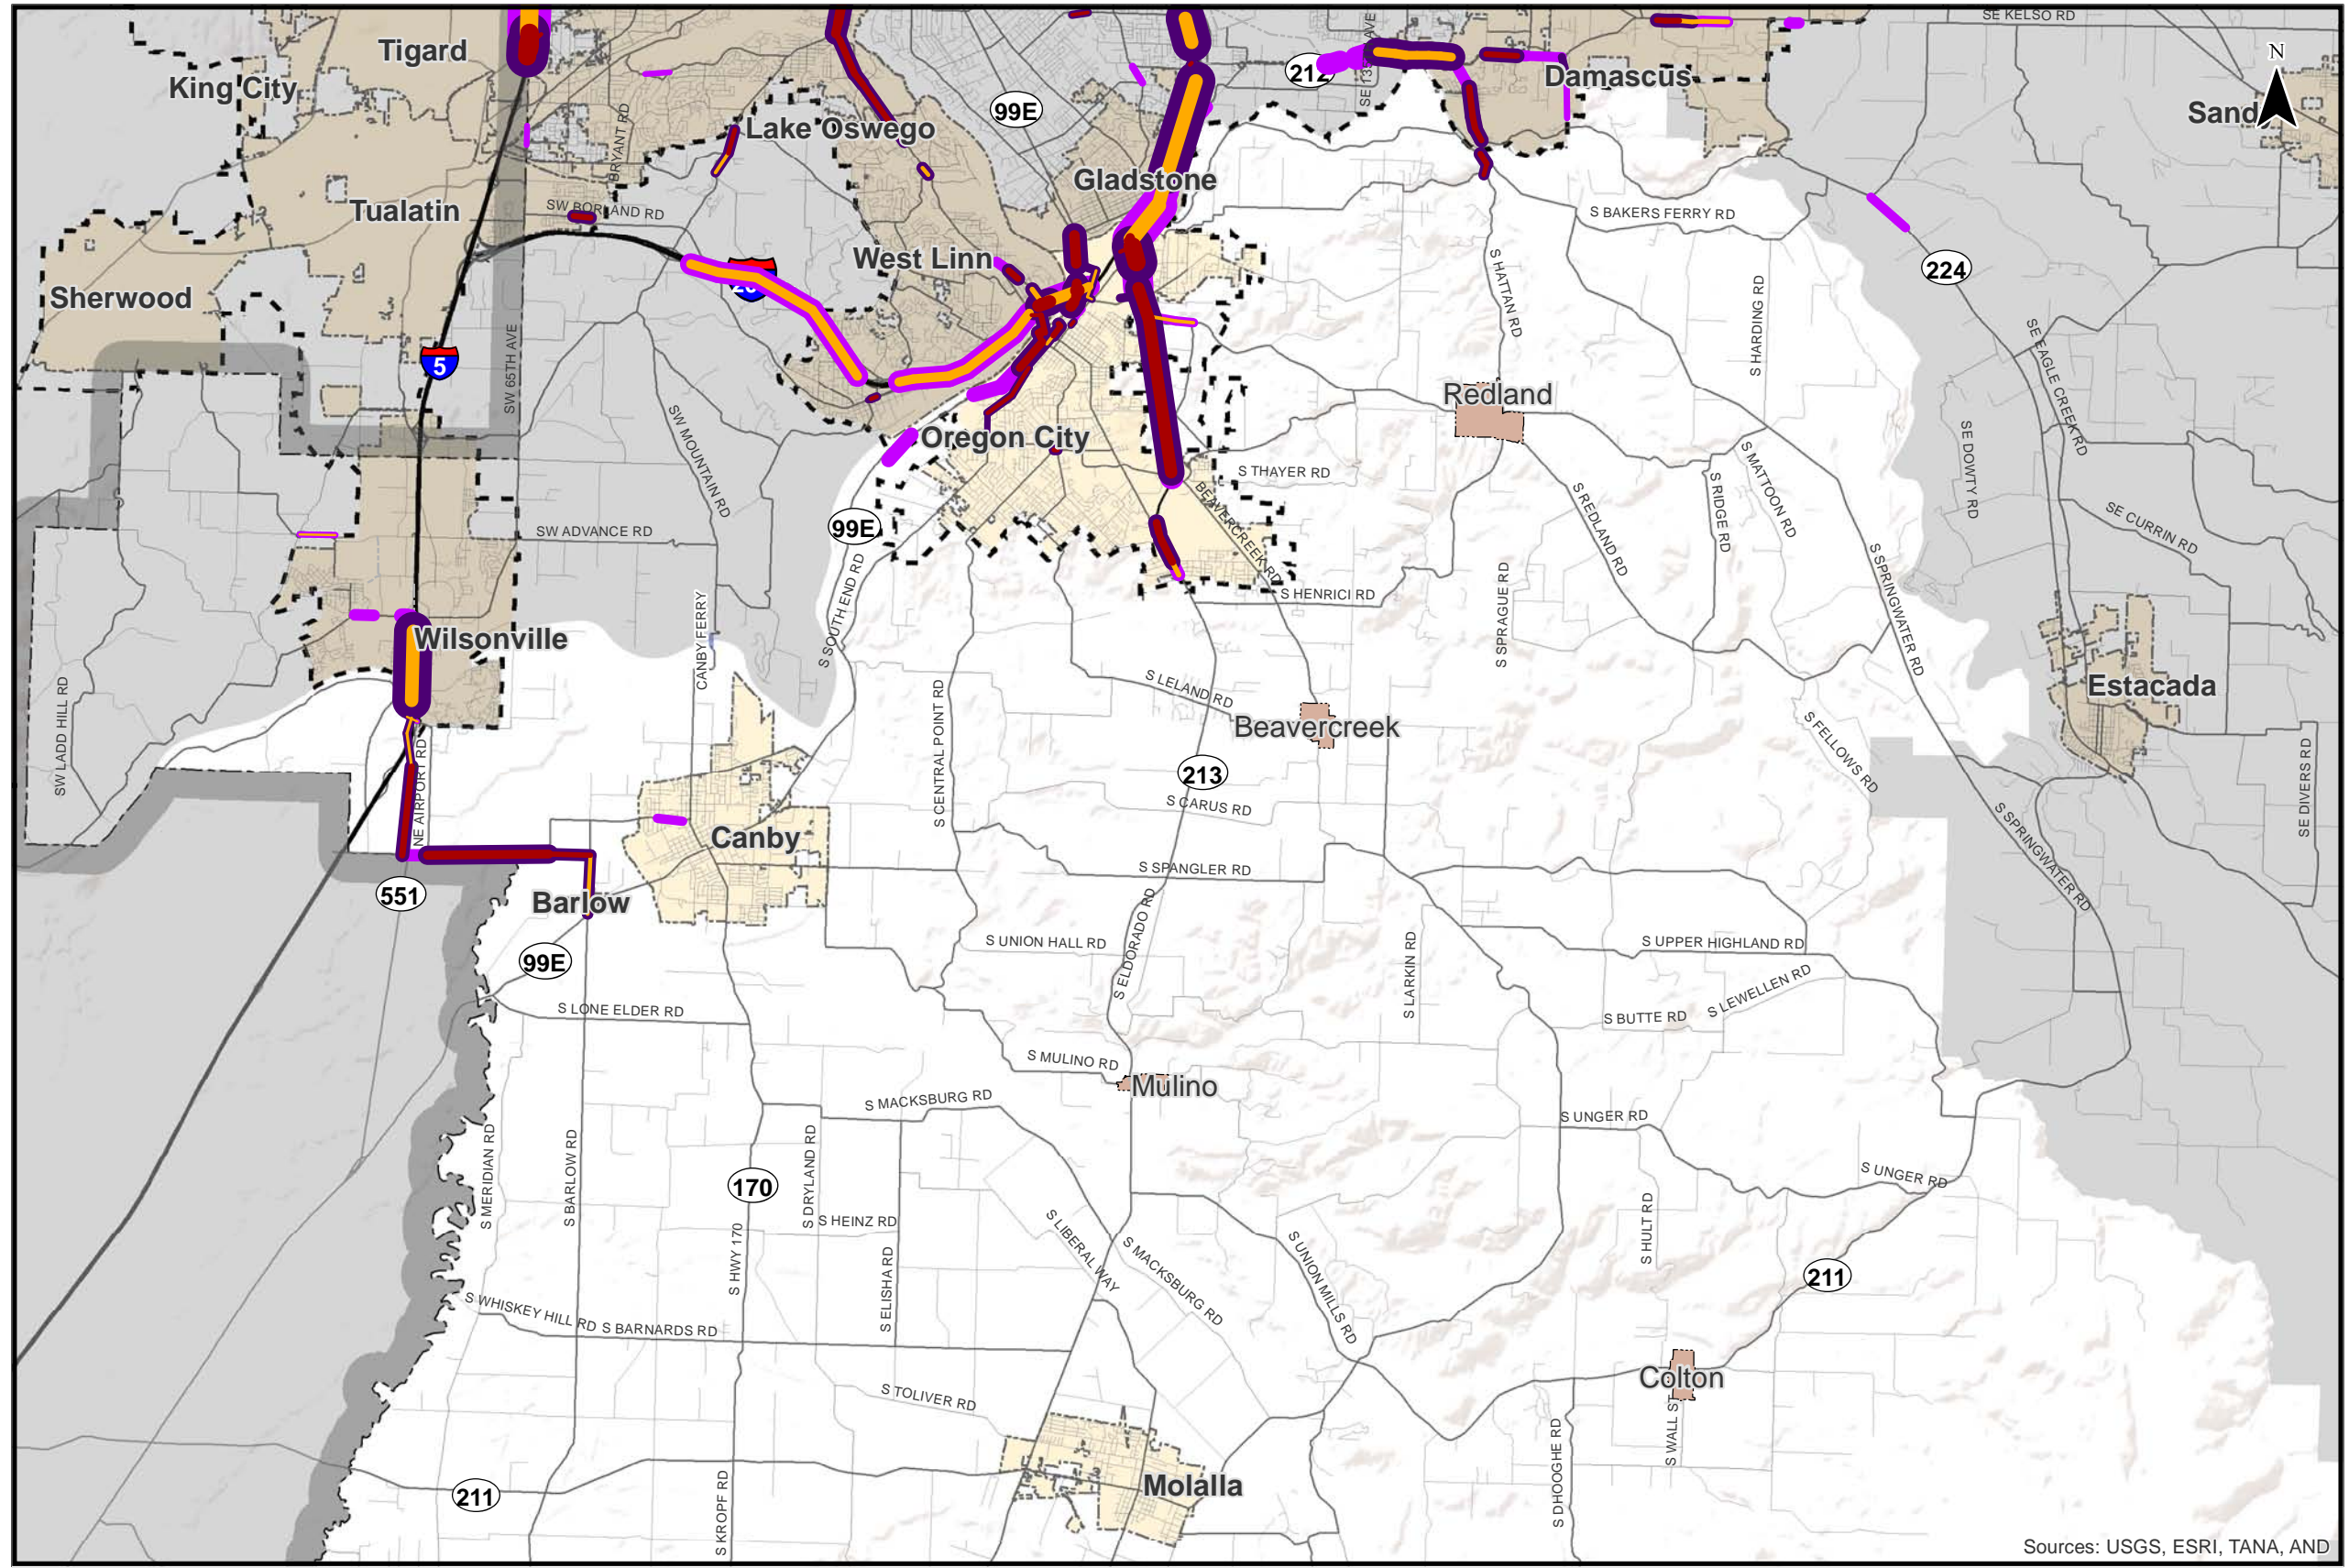 SE KELSO RD
N
Tigard
King City
212
Damascus
Lake Oswego
99E
BRYANT RD
Gladstone
Tualatin
SW BORLAND RD
S BAKERS FERRY RD
West Linn
224
Sherwood
S HATTAN RD
S HARDING RD
5
SW 65TH AVE
SE EAGLE CREEK RD
Redland
SW MOUNTAIN RD
Oregon City
S THAYER RD
SE DOWTY RD
S MATTOON RD
S RIDGE RD
S REDLAND RD
BEAVERCREEK RD
99E
SW ADVANCE RD
SE CURRIN RD
S SPRINGWATER RD
S HENRICI RD
S SOUTH END RD
S SPRAGUE RD
CANBY FERRY
Wilsonville
SW LADD HILL RD
S LELAND RD
Estacada
S CENTRAL POINT RD
Beavercreek
S FELLOWS RD
NE AIRPORT RD
213
SE DIVERS RD
S CARUS RD
Canby
S SPRINGWATER RD
S SPANGLER RD
551
Barlow
S ELDORADO RD
S UNION HALL RD
S UPPER HIGHLAND RD
99E
S LARKIN RD
S LEWELLEN RD
S LONE ELDER RD
S BUTTE RD
S MULINO RD
Mulino
S MACKSBURG RD
S UNGER RD
S MERIDIAN RD
S BARLOW RD
S DRYLAND RD
170
S UNGER RD
S HEINZ RD
S HULT RD
S HWY 170
S ELISHA RD
S LIBERAL WAY
S MACKSBURG RD
S UNION MILLS RD
211
S WHISKEY HILL RD
S BARNARDS RD
Colton
S TOLIVER RD
S WALL ST
S DHOOGHE RD
Molalla
211
S KROPF RD
Sources: USGS, ESRI, TANA, AND